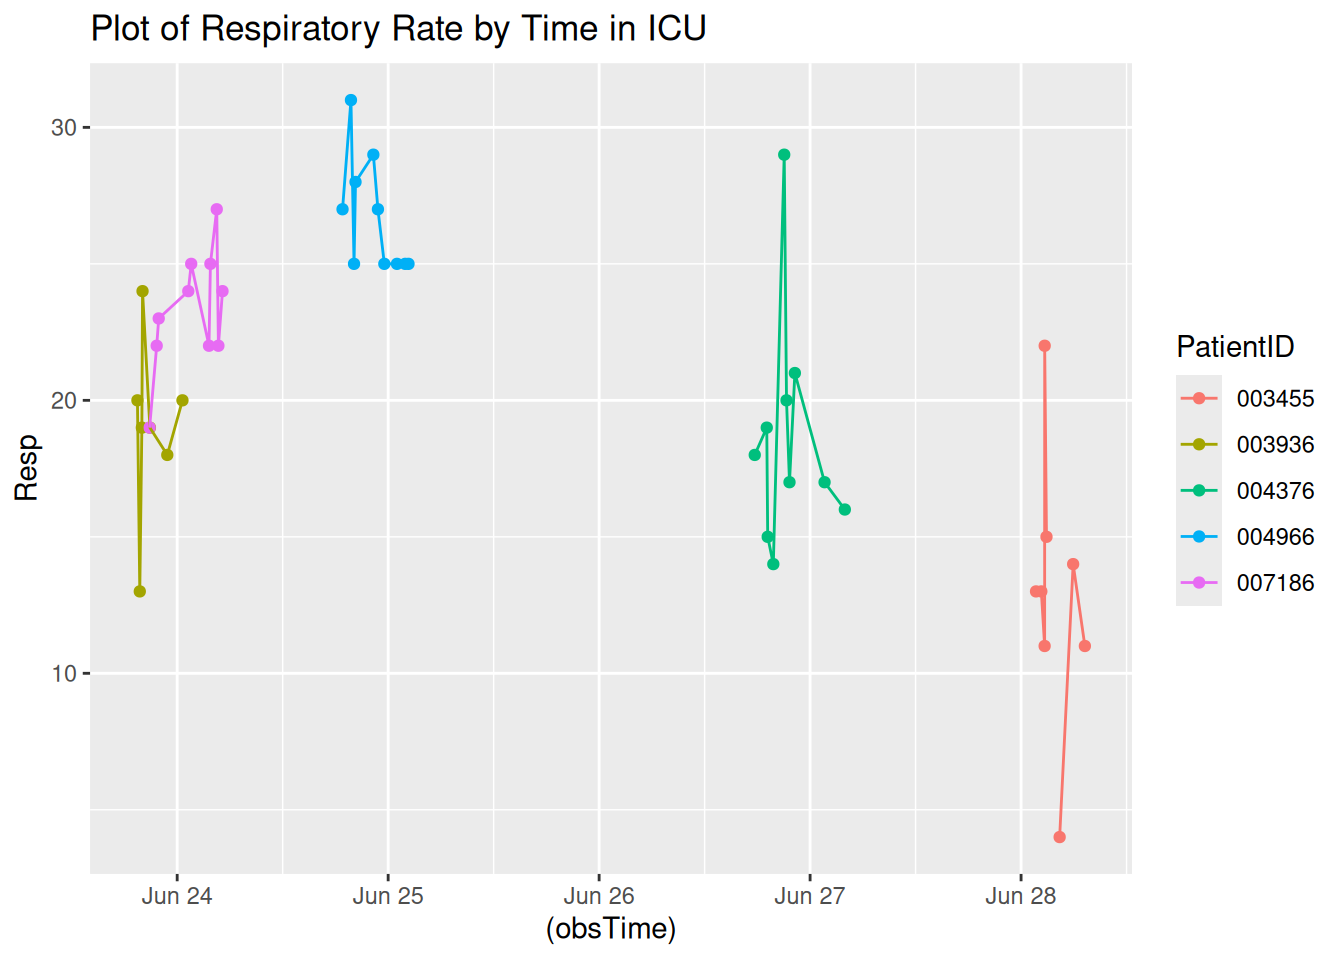 Plot of Respiratory Rate by Time in ICU
Resp
30
20
10
Jun 24
Jun 25
Jun 26
Jun 27
Jun 28
(obsTime)
PatientID
003455
003936
004376
004966
007186